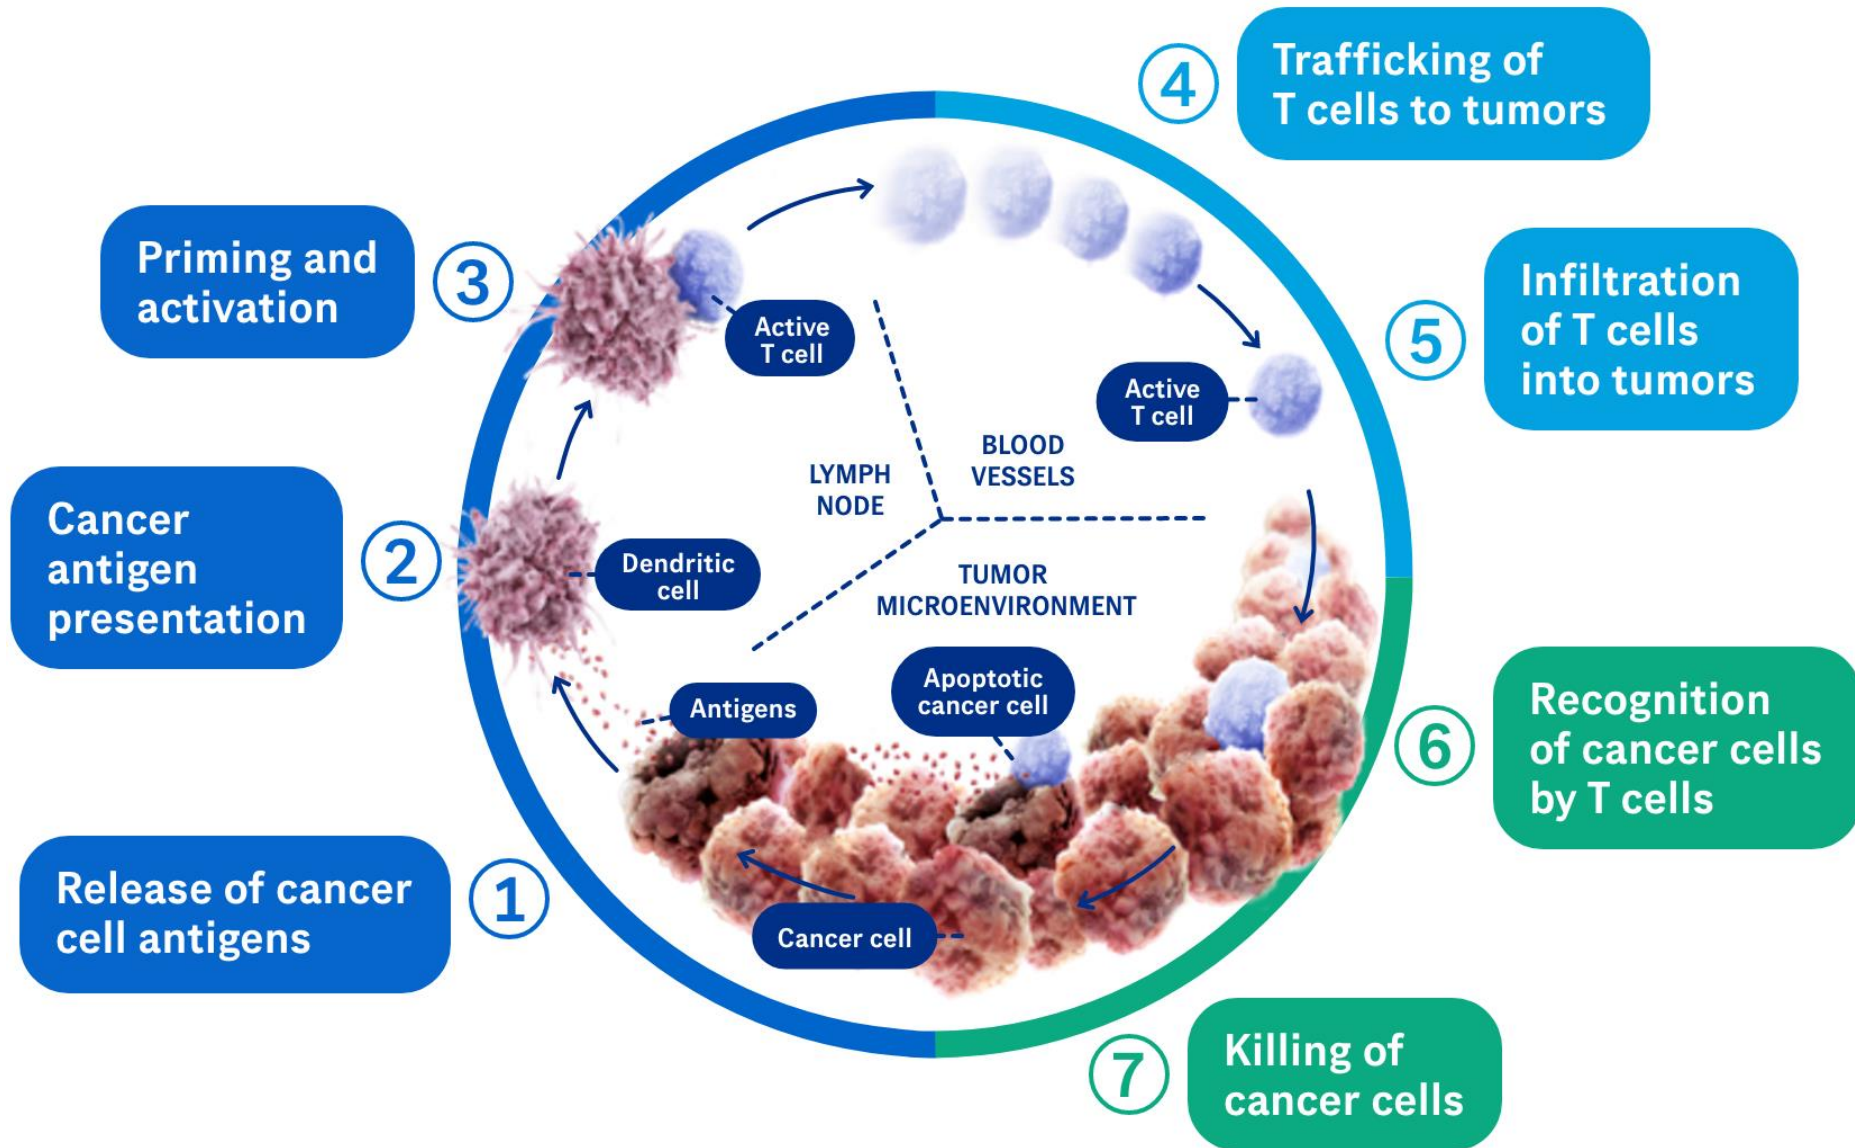 4
Trafficking of
T cells to tumors
3
Priming and
activation
5
Infiltration
of T cells
into tumors
Active
T cell
Active
T cell
BLOOD
VESSELS
LYMPH
NODE
2
Cancer
antigen
presentation
Dendritic
cell
TUMOR
MICROENVIRONMENT
Antigens
Apoptotic
cancer cell
6
Recognition
of cancer cells
by T cells
1
Release of cancer
cell antigens
Cancer cell
7
Killing of
cancer cells